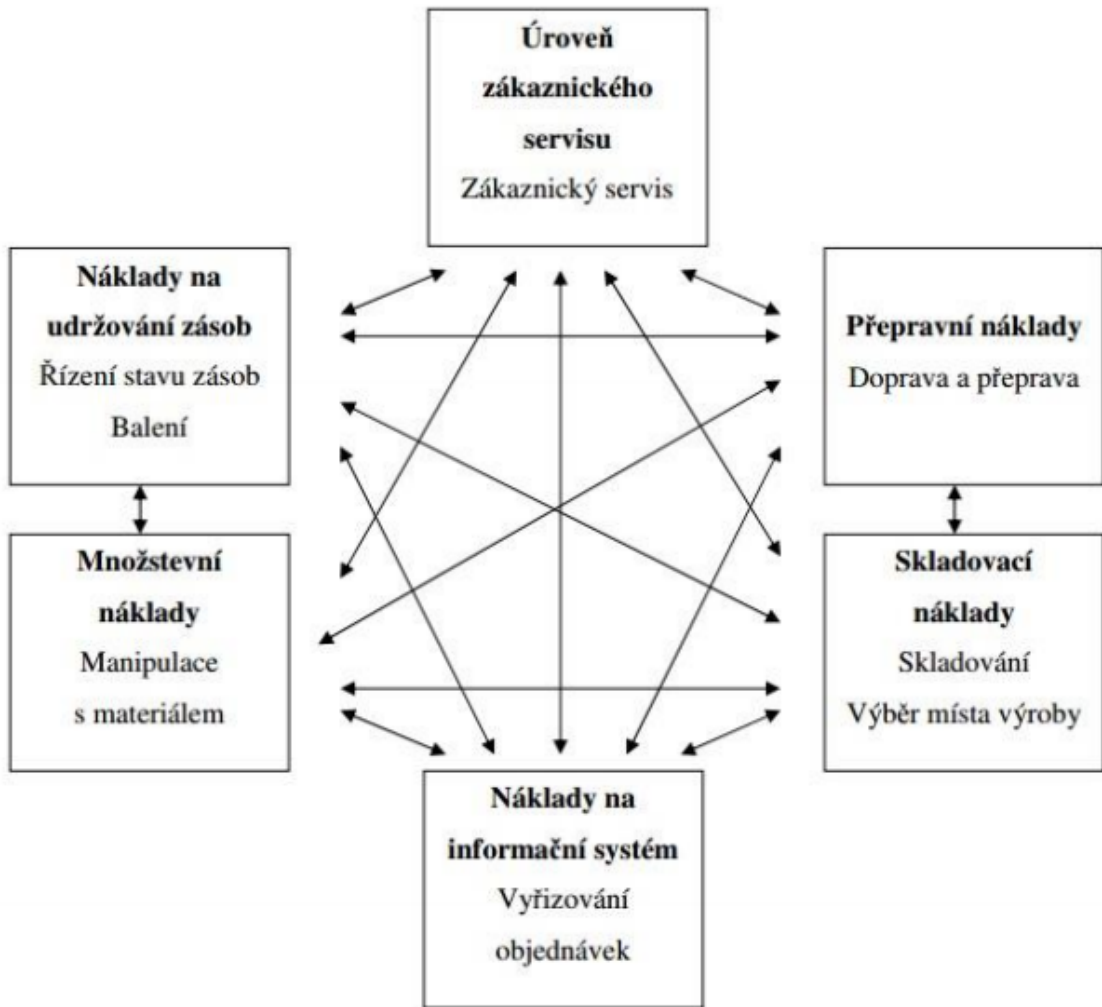 Úroveň
zákaznického
servisu
Zákaznický servis
Náklady na
udržování zásob
Řízení stavu zásob
Balení
Přepravní náklady
Doprava a přeprava
Množstevní
náklady
Manipulace
s materiálem
Skladovací
náklady
Skladování
Výběr místa výroby
Náklady na
informační systém
Vyřizování
objednávek